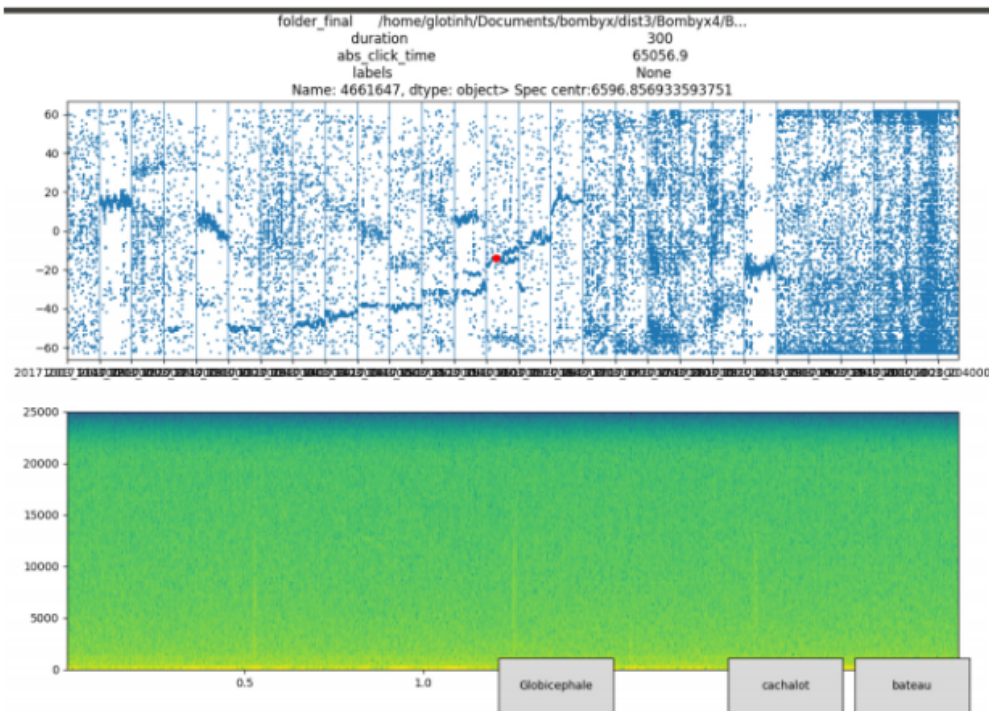 folder_final /home/glotinh/Documents/bombyx/dist3/Bombyx4/B...
duration 300
abs_click_time 65056.9
labels None
Name: 4661647, dtype: object> Spec centr:6596.856933593751
60
40
20
0
−20
−40
−60
25000
20000
15000
10000
5000
0
0.5 1.0
Globicephale cachalot bateau